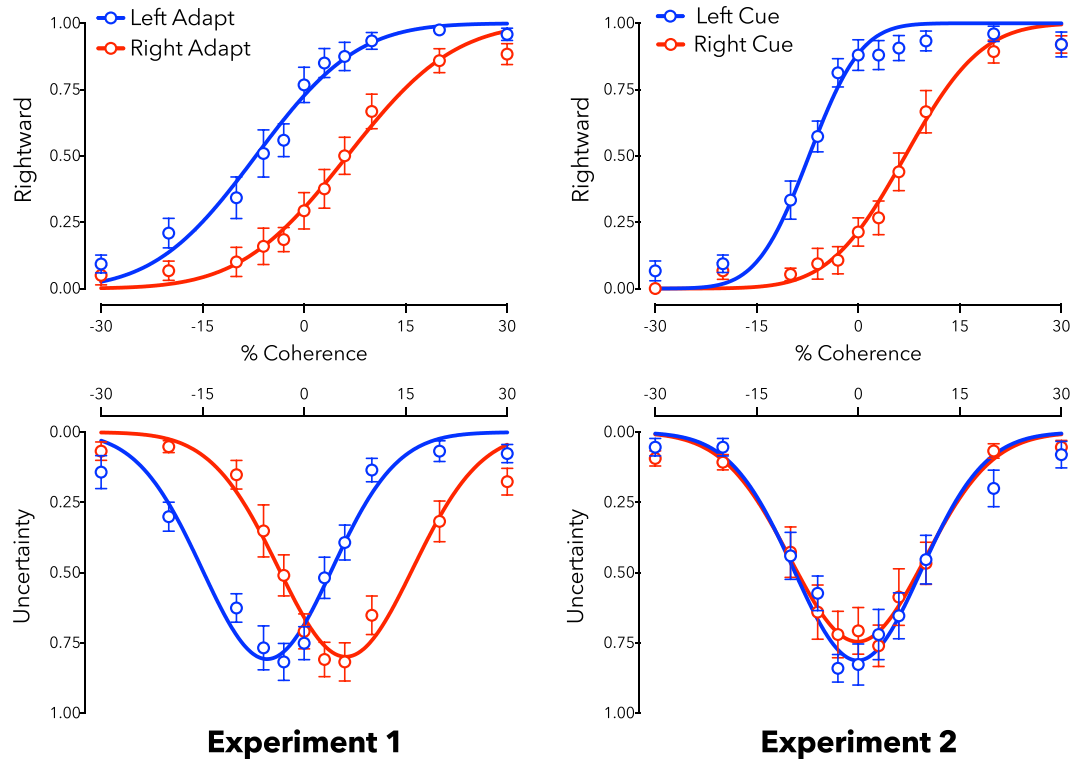 Left Adapt
Right Adapt
1.00
0.75
0.50
0.25
0.00
Rightward
-30 -15 0 15 30
% Coherence
Left Cue
Right Cue
1.00
0.75
0.50
0.25
0.00
Rightward
-30 -15 0 15 30
% Coherence
-30 -15 0 15 30
0.00
0.25
0.50
0.75
1.00
Uncertainty
Experiment 1
-30 -15 0 15 30
0.00
0.25
0.50
0.75
1.00
Uncertainty
Experiment 2